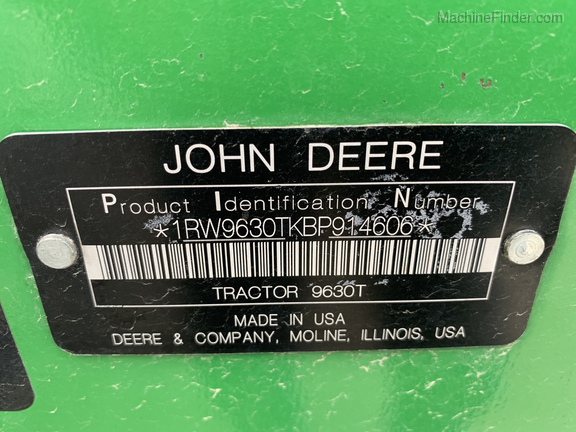 MachineFinder.com
JOHN DEERE
Product Identification Number
*1RW9630TKBP914606*
TRACTOR 9630T
MADE IN USA
DEERE & COMPANY, MOLINE, ILLINOIS, USA